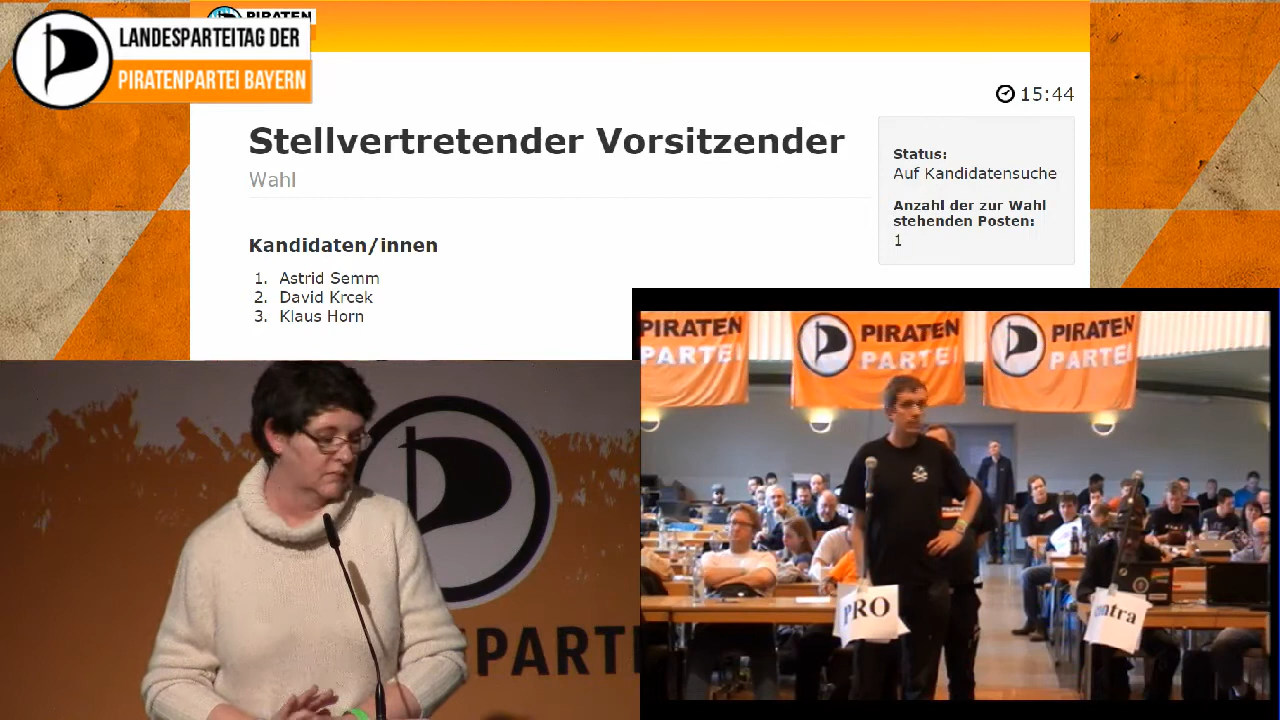 PIRATEN
LANDESPARTEITAG DER
PIRATENPARTEI BAYERN
15:44
Stellvertretender Vorsitzender
Wahl
Status:
Auf Kandidatensuche
Anzahl der zur Wahl
stehenden Posten:
1
Kandidaten/innen
1. Astrid Semm
2. David Krcek
3. Klaus Horn
PIRATEN
PARTEI
PIRATEN
PARTEI
PIRATEN
PARTEI
PRO
ontra
NPARTI